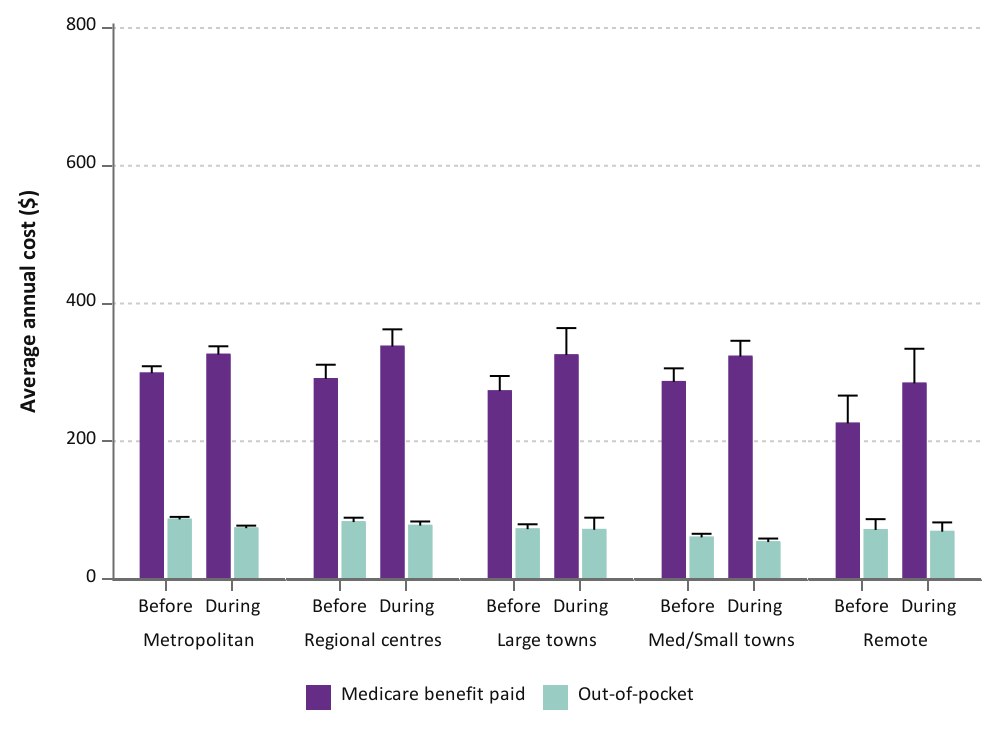 Average annual cost ($)
800
600
400
200
0
Before During Before During Before During Before During Before During
Metropolitan Regional centres Large towns Med/Small towns Remote
Medicare benefit paid Out-of-pocket